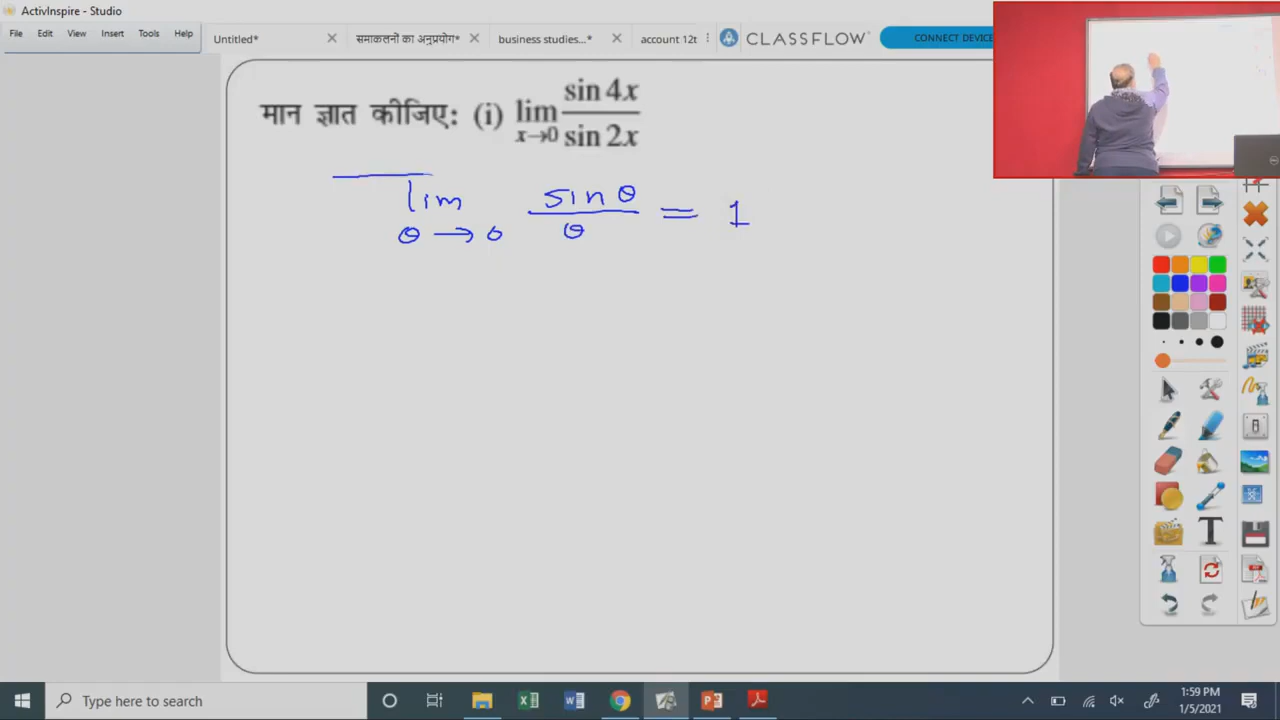 ActivInspire - Studio
File Edit View Insert Tools Help
Untitled* समाकलनों का अनुप्रयोग* business studies...* account 12t CLASSFLOW CONNECT DEVICE
मान ज्ञात कीजिए: (i) lim x→0 sin 4x / sin 2x
lim θ → 0 sin θ / θ = 1
Type here to search
1:59 PM
1/5/2021